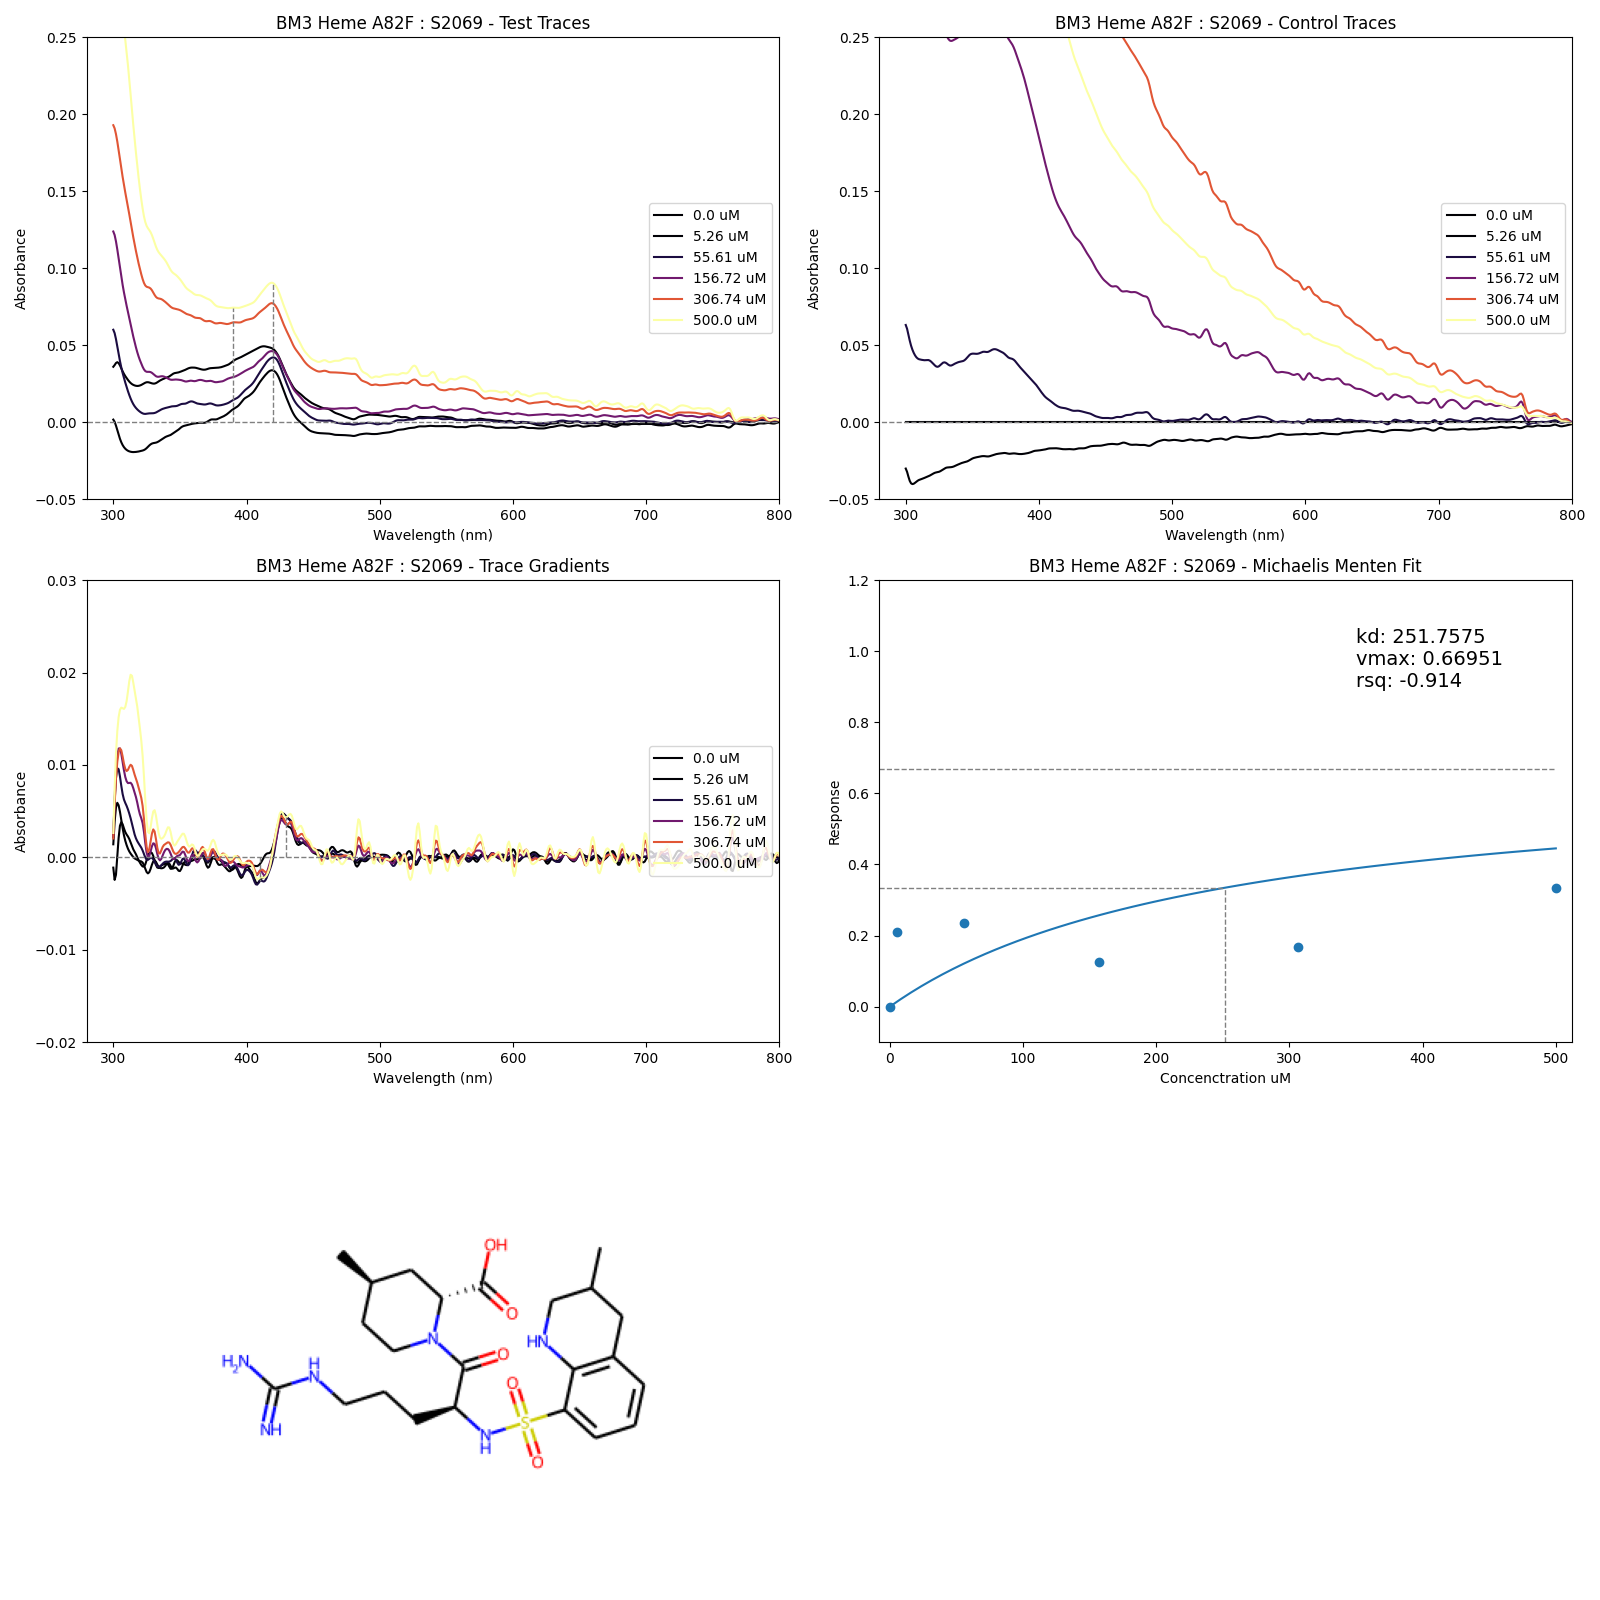 BM3 Heme A82F : S2069 - Test Traces
Absorbance
0.25
0.20
0.15
0.10
0.05
0.00
−0.05
300
400
500
600
700
800
Wavelength (nm)
0.0 uM
5.26 uM
55.61 uM
156.72 uM
306.74 uM
500.0 uM
BM3 Heme A82F : S2069 - Control Traces
Absorbance
0.25
0.20
0.15
0.10
0.05
0.00
−0.05
300
400
500
600
700
800
Wavelength (nm)
0.0 uM
5.26 uM
55.61 uM
156.72 uM
306.74 uM
500.0 uM
BM3 Heme A82F : S2069 - Trace Gradients
Absorbance
0.03
0.02
0.01
0.00
−0.01
−0.02
300
400
500
600
700
800
Wavelength (nm)
0.0 uM
5.26 uM
55.61 uM
156.72 uM
306.74 uM
500.0 uM
BM3 Heme A82F : S2069 - Michaelis Menten Fit
Response
1.2
1.0
0.8
0.6
0.4
0.2
0.0
0
100
200
300
400
500
Concenctration uM
kd: 251.7575
vmax: 0.66951
rsq: -0.914
OH
O
HN
N
O
H2N
H
N
O
NH
S
N
H
O